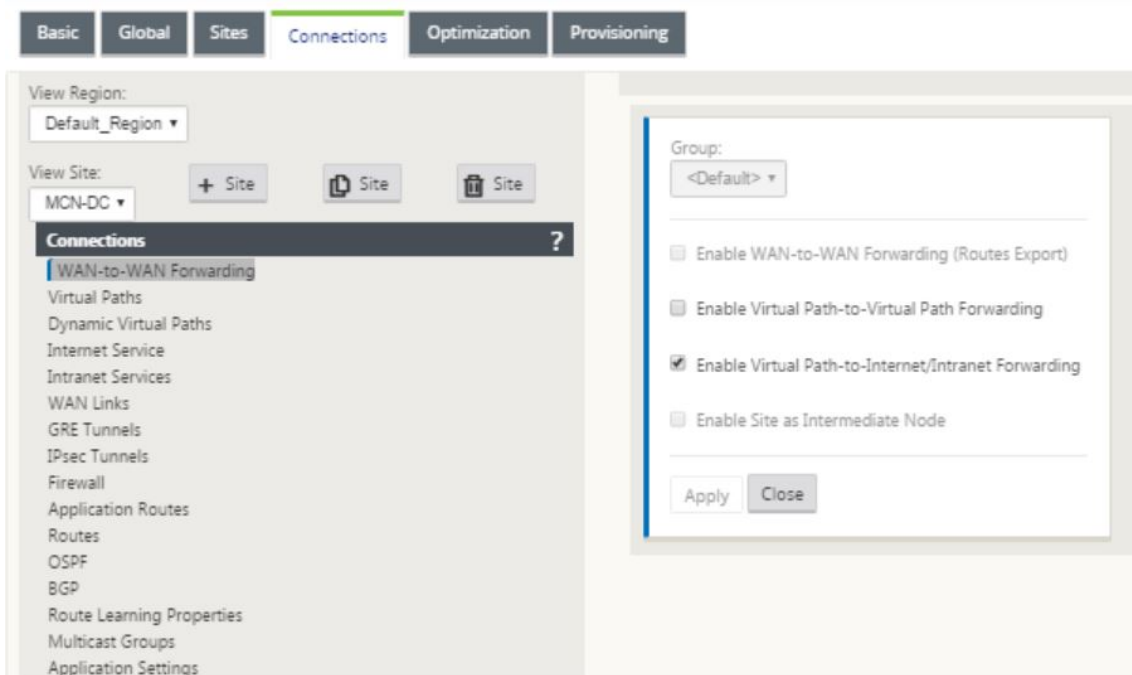 Basic Global Sites Connections Optimization Provisioning
View Region:
Default_Region
View Site:
MCN-DC
+ Site Site Site
Connections ?
WAN-to-WAN Forwarding
Virtual Paths
Dynamic Virtual Paths
Internet Service
Intranet Services
WAN Links
GRE Tunnels
IPsec Tunnels
Firewall
Application Routes
Routes
OSPF
BGP
Route Learning Properties
Multicast Groups
Application Settings
Group:
<Default>
Enable WAN-to-WAN Forwarding (Routes Export)
Enable Virtual Path-to-Virtual Path Forwarding
Enable Virtual Path-to-Internet/Intranet Forwarding
Enable Site as Intermediate Node
Apply Close